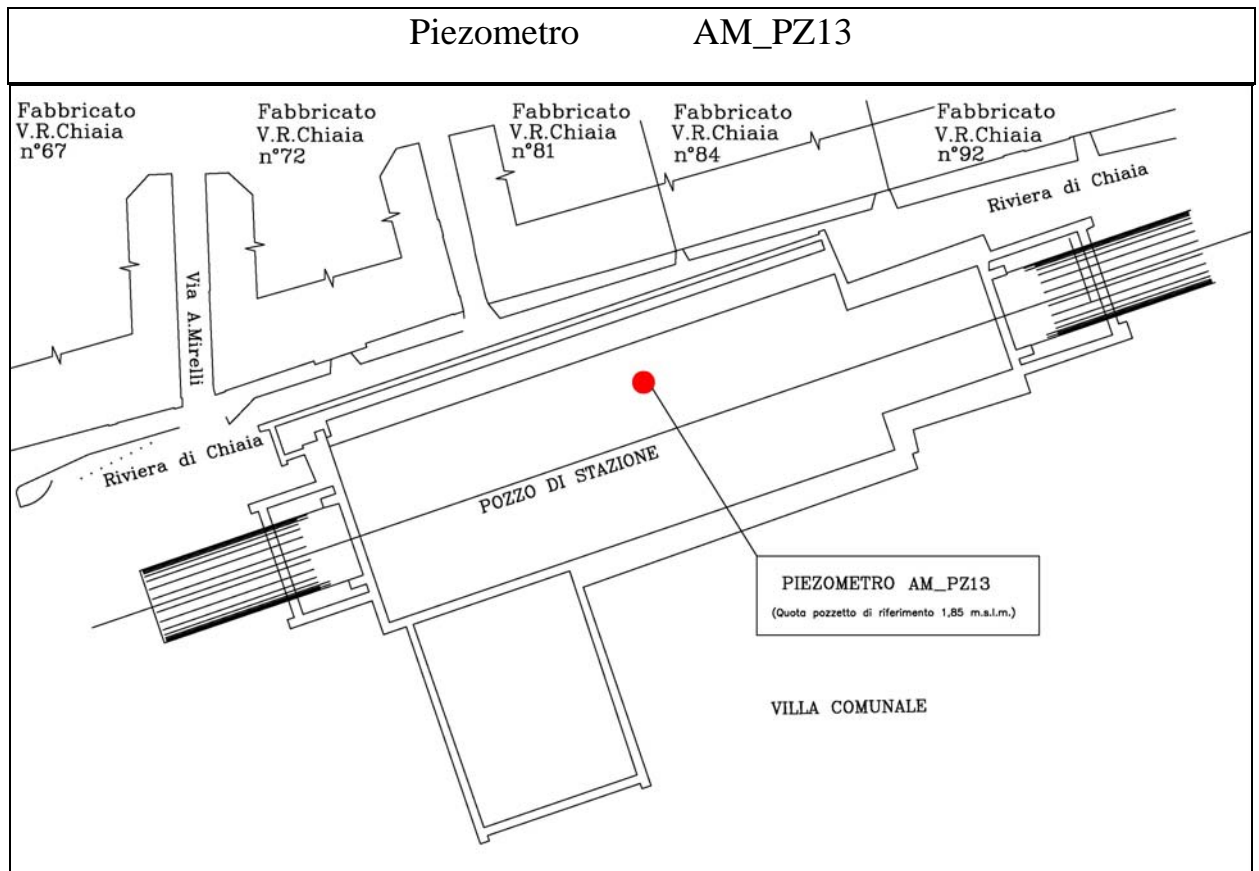 Piezometro AM_PZ13
Fabbricato
V.R.Chiaia
n°67
Fabbricato
V.R.Chiaia
n°72
Fabbricato
V.R.Chiaia
n°81
Fabbricato
V.R.Chiaia
n°84
Fabbricato
V.R.Chiaia
n°92
Riviera di Chiaia
Via A.Mirelli
Riviera di Chiaia
POZZO DI STAZIONE
PIEZOMETRO AM_PZ13
(Quota pozzetto di riferimento 1,85 m.s.l.m.)
VILLA COMUNALE